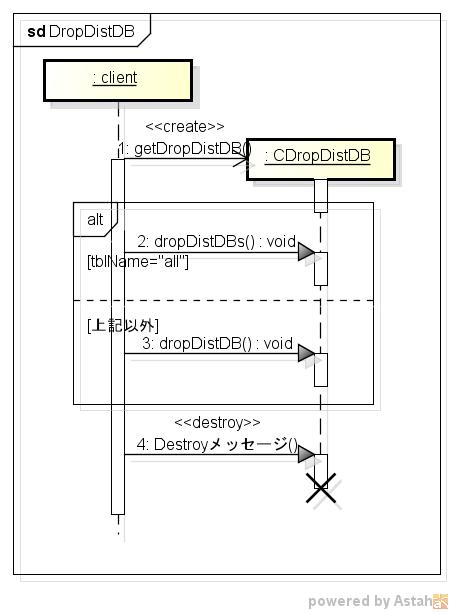 sd DropDistDB
: client
<<create>>
1: getDropDistDB()
: CDropDistDB
alt
2: dropDistDBs() : void
[tblName="all"]
[上記以外]
3: dropDistDB() : void
<<destroy>>
4: Destroyメッセージ()
powered by Astah